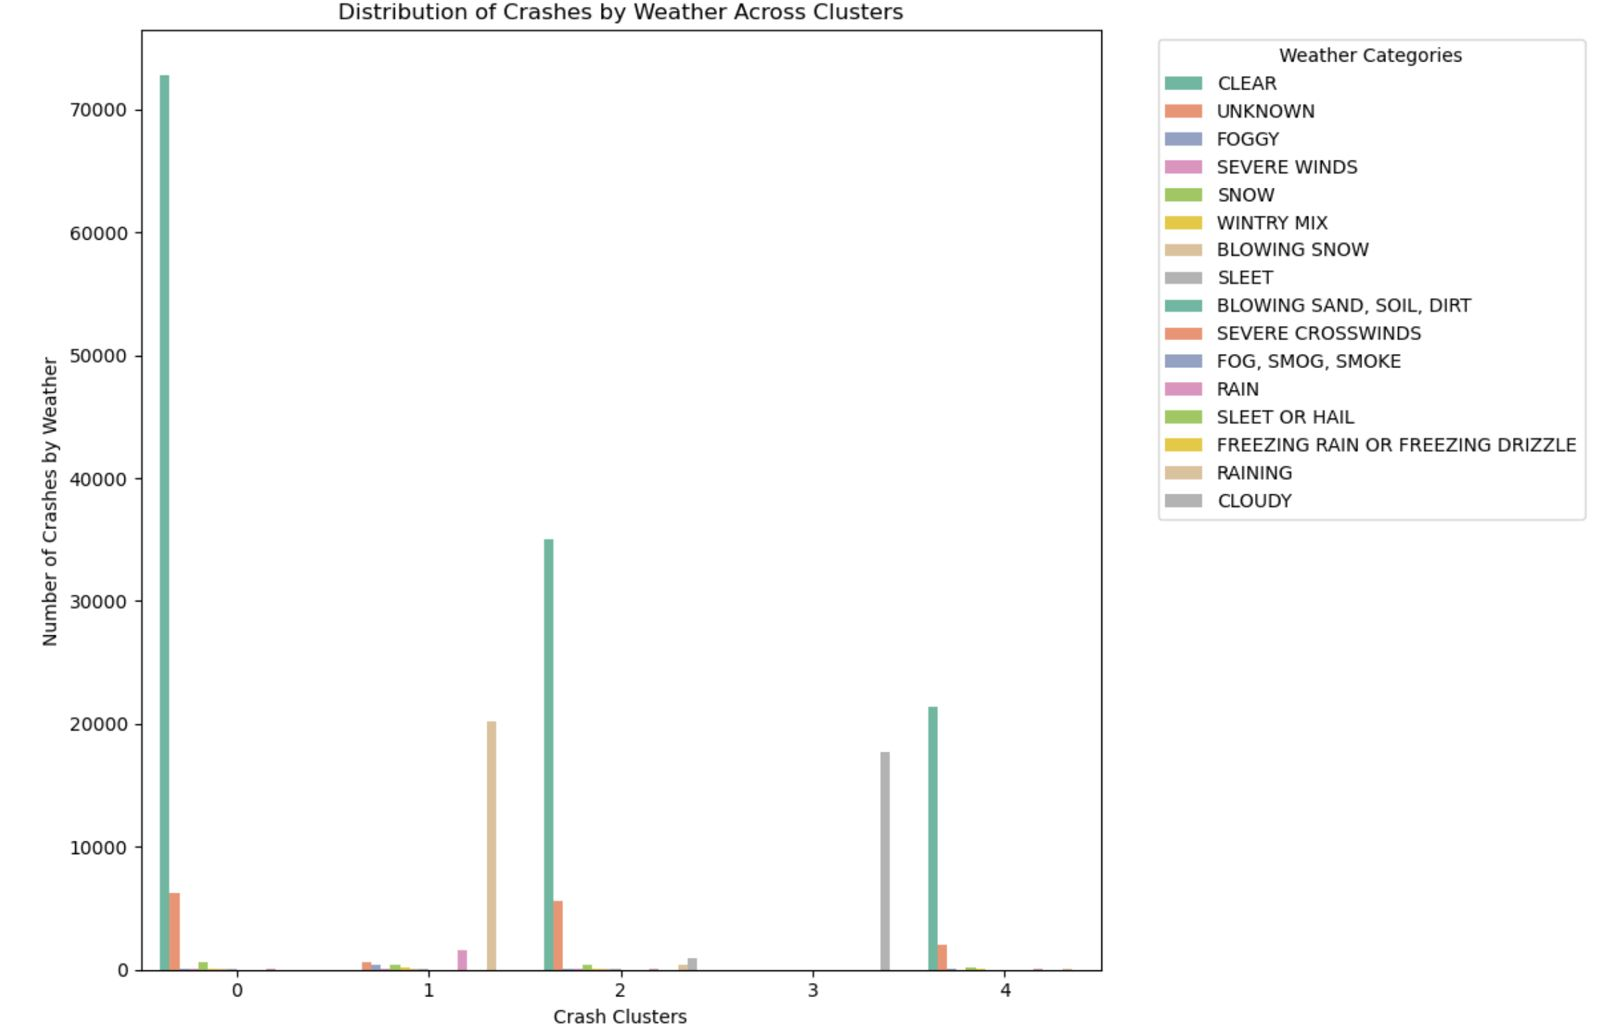 Distribution of Crashes by Weather Across Clusters
Number of Crashes by Weather
70000
60000
50000
40000
30000
20000
10000
0
0 1 2 3 4
Crash Clusters
Weather Categories
CLEAR
UNKNOWN
FOGGY
SEVERE WINDS
SNOW
WINTRY MIX
BLOWING SNOW
SLEET
BLOWING SAND, SOIL, DIRT
SEVERE CROSSWINDS
FOG, SMOG, SMOKE
RAIN
SLEET OR HAIL
FREEZING RAIN OR FREEZING DRIZZLE
RAINING
CLOUDY